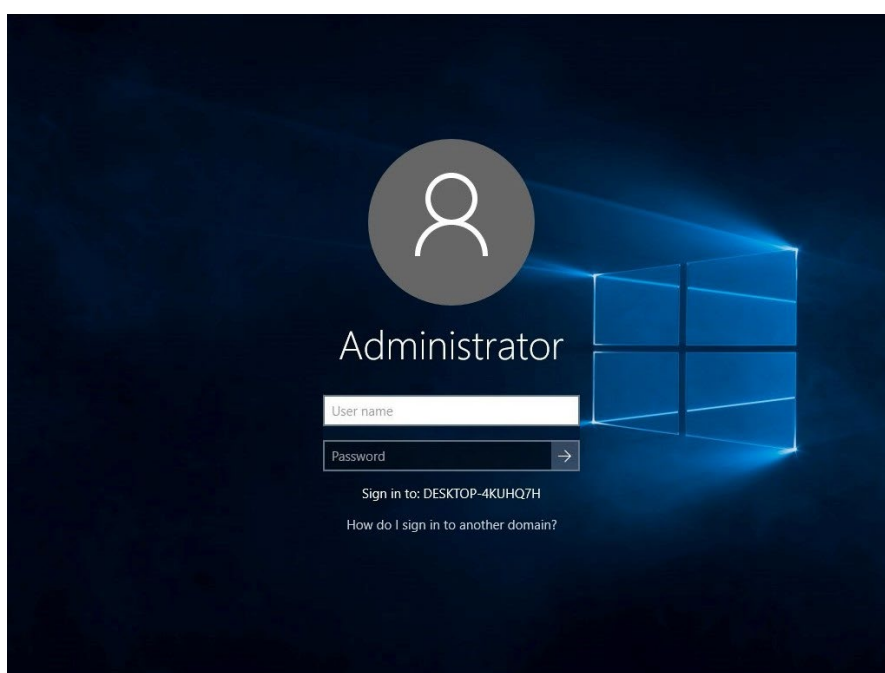 Administrator
User name
Password
Sign in to: DESKTOP-4KUHQ7H
How do I sign in to another domain?